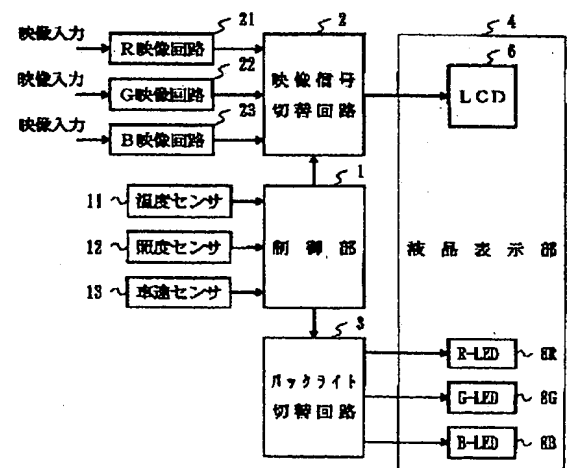 21
2
4
映像入力
R映像回路
22
6
映像入力
G映像回路
映像信号
切替回路
LCD
23
映像入力
B映像回路
1
11
温度センサ
12
照度センサ
制御部
液晶表示部
13
車速センサ
3
R-LED
8R
バックライト
切替回路
G-LED
8G
B-LED
8B